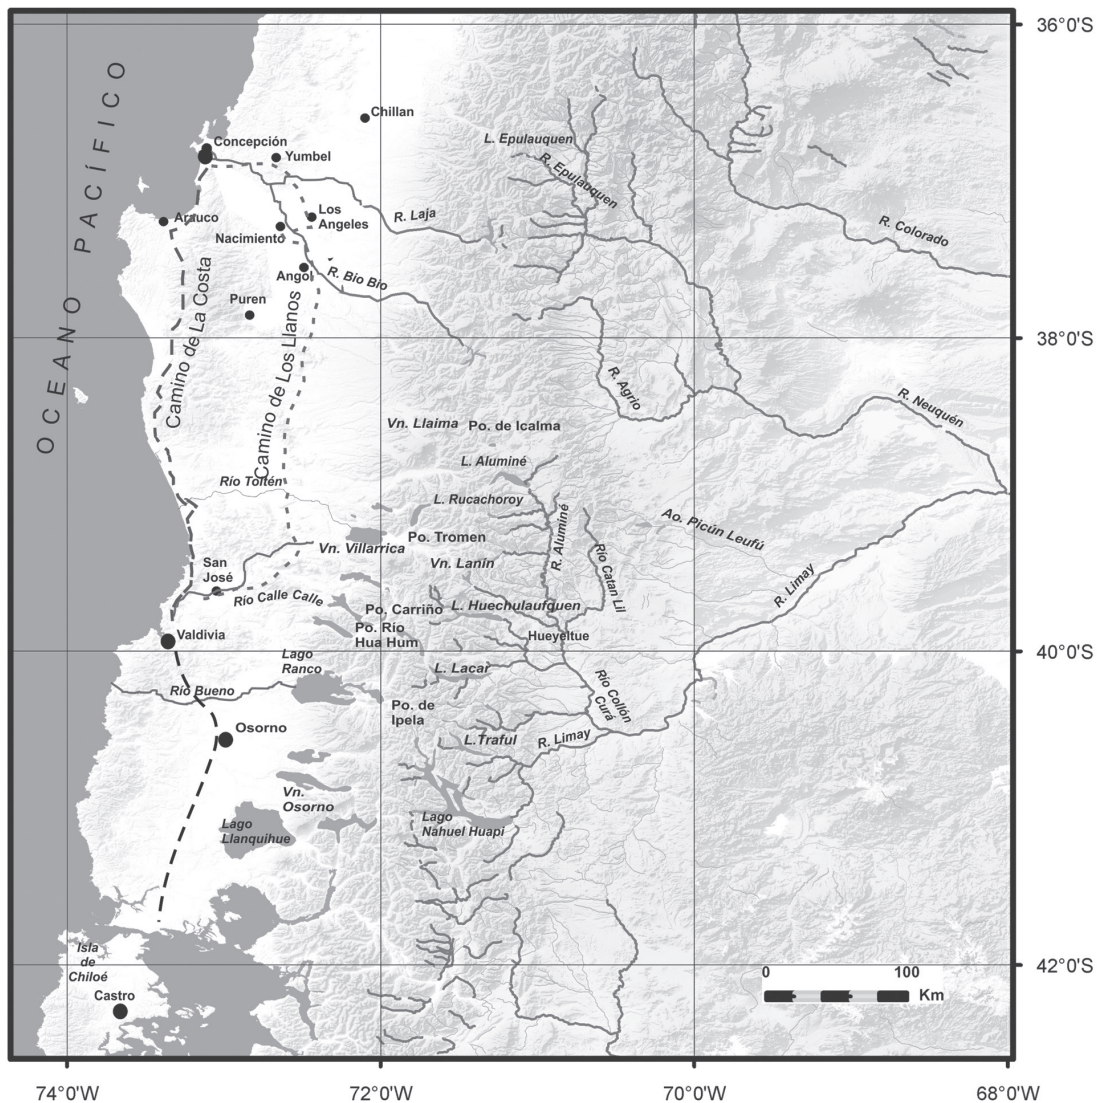 36°0'S
Chillan
Concepción
Yumbel
L. Epulauquen
R. Epulauquen
OCEANO PACÍFICO
Arauco
Los
Angeles
R. Laja
Nacimiento
R. Colorado
Angol
R. Bío Bío
Puren
Camino de La Costa
Camino de Los Llanos
38°0'S
R. Agrio
R. Neuquén
Vn. Llaima
Po. de Icalma
L. Aluminé
Río Toltén
L. Rucachoroy
R. Aluminé
Ao. Picún Leufú
Po. Tromen
Vn. Villarrica
Vn. Lanin
Río Catan Lil
San
José
R. Limay
Río Calle Calle
Po. Carriño
L. Huechulaufquen
Po. Río
Hua Hum
Valdivia
Hueyeltue
40°0'S
Lago
Ranco
L. Lacar
Río Bueno
Río Collón
Curá
Po. de
Ipela
Osorno
L.Traful
R. Limay
Vn.
Osorno
Lago
Llanquihue
Lago
Nahuel Huapi
Isla
de
Chiloé
42°0'S
0 100
Km
Castro
74°0'W 72°0'W 70°0'W 68°0'W